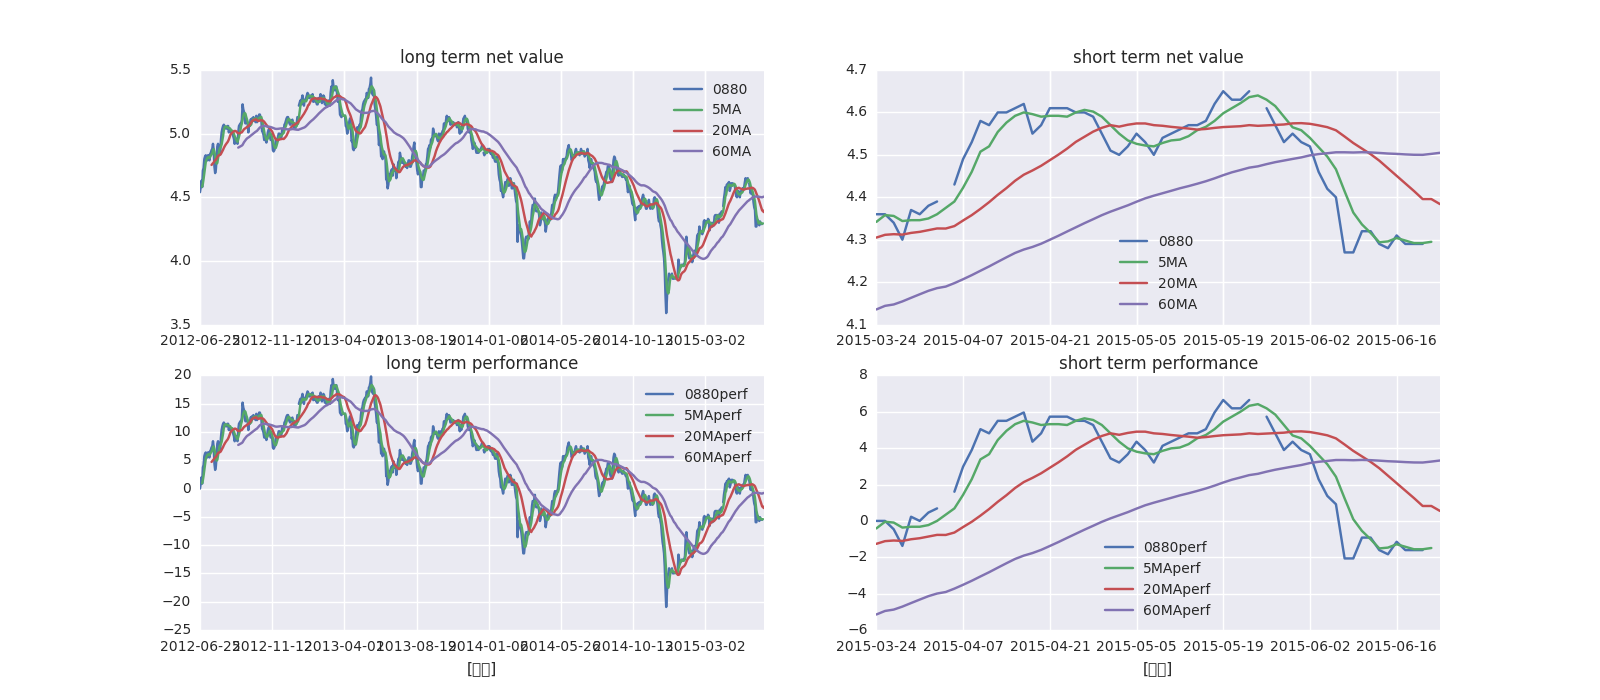 long term net value
5.5
5.0
4.5
4.0
3.5
0880
5MA
20MA
60MA
2012-06-25 2012-11-12 2013-04-01 2013-08-19 2014-01-06 2014-05-26 2014-10-13 2015-03-02
short term net value
4.7
4.6
4.5
4.4
4.3
4.2
4.1
0880
5MA
20MA
60MA
2015-03-24 2015-04-07 2015-04-21 2015-05-05 2015-05-19 2015-06-02 2015-06-16
long term performance
20
15
10
5
0
−5
−10
−15
−20
−25
0880perf
5MAperf
20MAperf
60MAperf
2012-06-25 2012-11-12 2013-04-01 2013-08-19 2014-01-06 2014-05-26 2014-10-13 2015-03-02
short term performance
8
6
4
2
0
−2
−4
−6
0880perf
5MAperf
20MAperf
60MAperf
2015-03-24 2015-04-07 2015-04-21 2015-05-05 2015-05-19 2015-06-02 2015-06-16